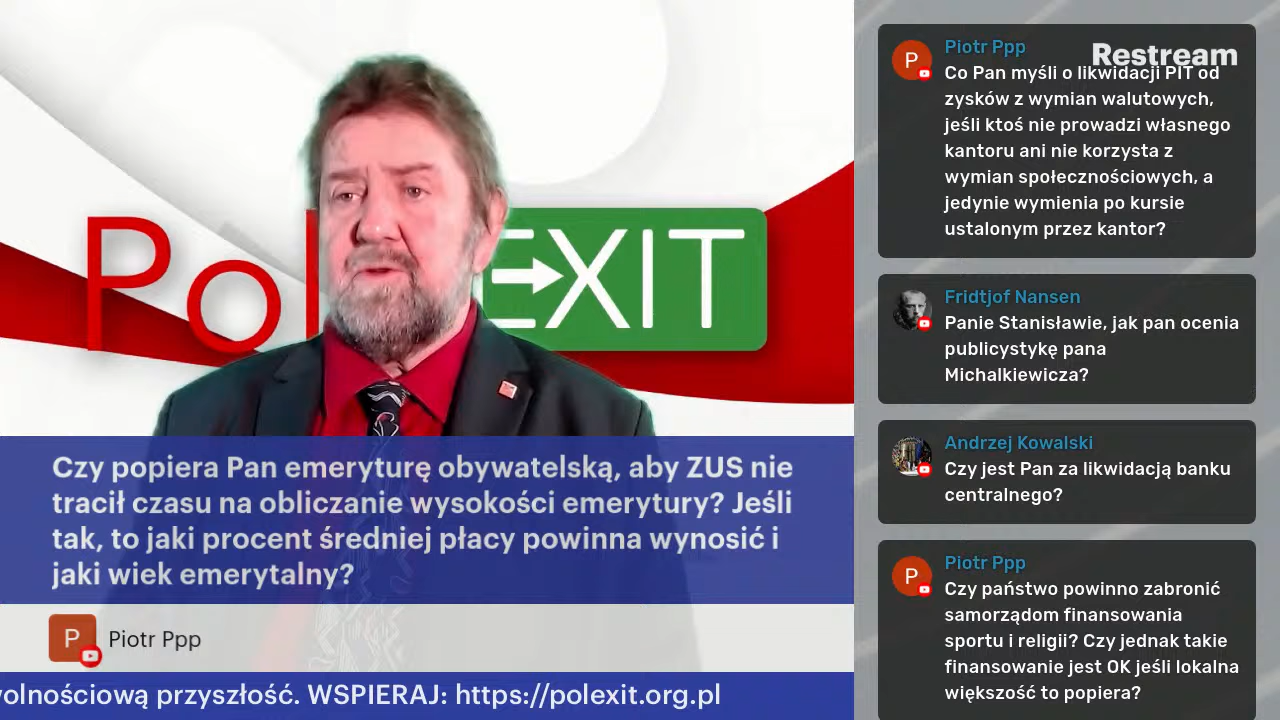 PolEXIT
Czy popiera Pan emeryturę obywatelską, aby ZUS nie
tracił czasu na obliczanie wysokości emerytury? Jeśli
tak, to jaki procent średniej płacy powinna wynosić i
jaki wiek emerytalny?
P
Piotr Ppp
wolnościową przyszłość. WSPIERAJ: https://polexit.org.pl
Restream
P
Piotr Ppp
Co Pan myśli o likwidacji PIT od
zysków z wymian walutowych,
jeśli ktoś nie prowadzi własnego
kantoru ani nie korzysta z
wymian społecznościowych, a
jedynie wymienia po kursie
ustalonym przez kantor?
Fridtjof Nansen
Panie Stanisławie, jak pan ocenia
publicystykę pana
Michalkiewicza?
Andrzej Kowalski
Czy jest Pan za likwidacją banku
centralnego?
P
Piotr Ppp
Czy państwo powinno zabronić
samorządom finansowania
sportu i religii? Czy jednak takie
finansowanie jest OK jeśli lokalna
większość to popiera?